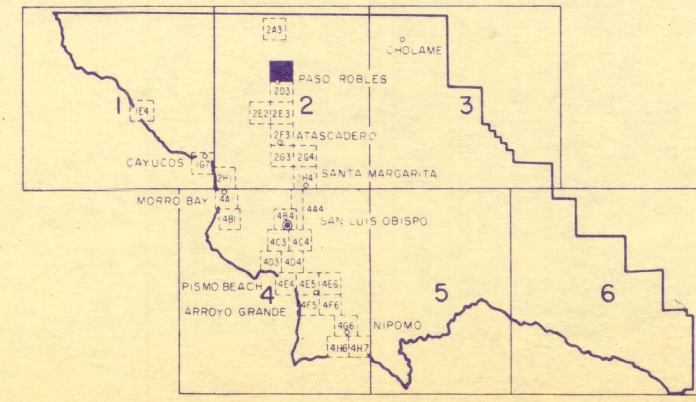 2A3
CHOLAME
PASO ROBLES
2D3
1
2
3
1E4
2E2 2E3
2F3 ATASCADERO
2G3 2G4
CAYUCOS
1G7
2H1
2H4 SANTA MARGARITA
MORRO BAY
4A1
4A4
4B1
4B4 SAN LUIS OBISPO
4C3 4C4
4D3 4D4
PISMO BEACH
4E4 4E5 4E6
4
5
6
ARROYO GRANDE
4F5 4F6
4G6 NIPOMO
4H6 4H7